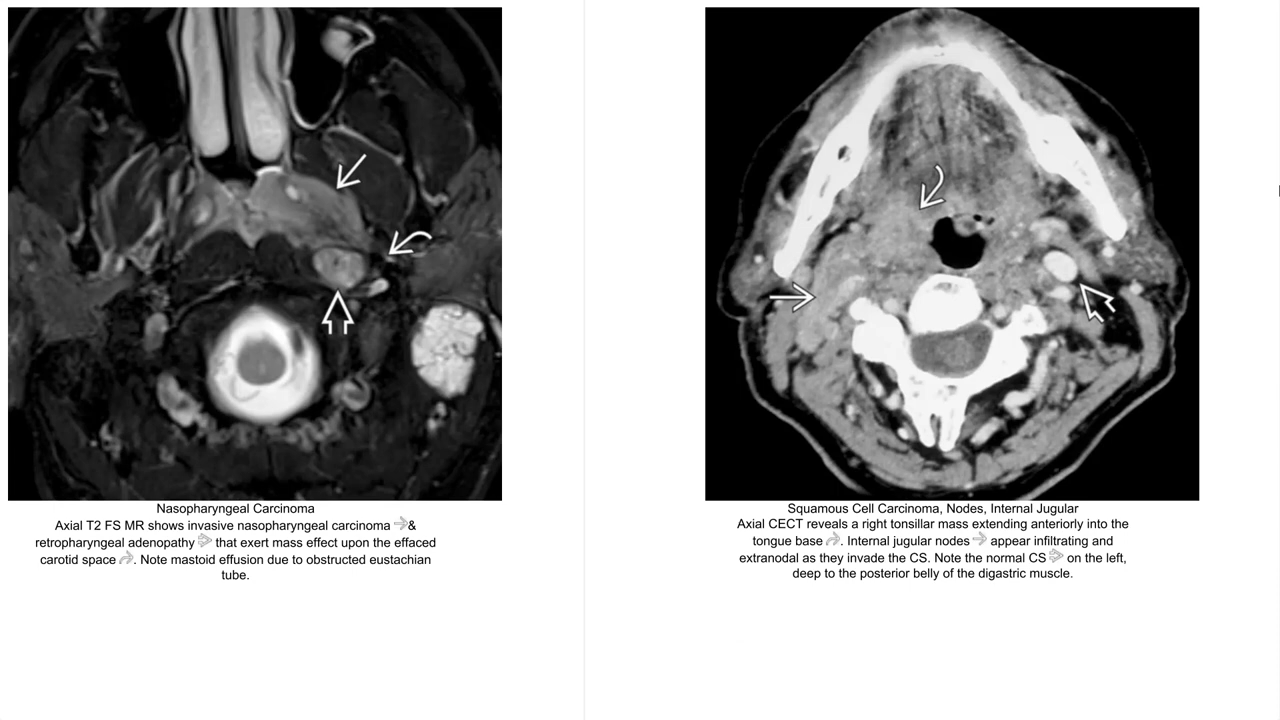 Nasopharyngeal Carcinoma
Axial T2 FS MR shows invasive nasopharyngeal carcinoma &
retropharyngeal adenopathy that exert mass effect upon the effaced
carotid space . Note mastoid effusion due to obstructed eustachian
tube.
Squamous Cell Carcinoma, Nodes, Internal Jugular
Axial CECT reveals a right tonsillar mass extending anteriorly into the
tongue base . Internal jugular nodes appear infiltrating and
extranodal as they invade the CS. Note the normal CS on the left,
deep to the posterior belly of the digastric muscle.